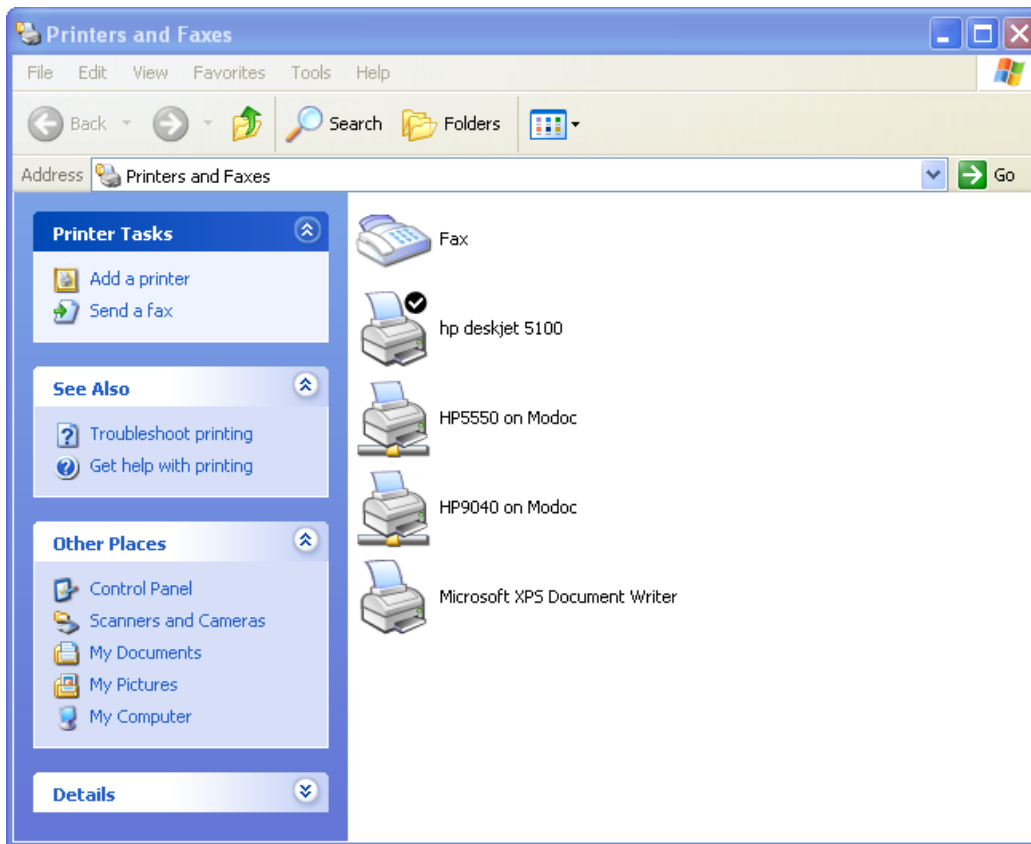 Printers and Faxes
File Edit View Favorites Tools Help
Back Search Folders
Address Printers and Faxes Go
Printer Tasks
Add a printer
Send a fax
See Also
Troubleshoot printing
Get help with printing
Other Places
Control Panel
Scanners and Cameras
My Documents
My Pictures
My Computer
Details
Fax
hp deskjet 5100
HP5550 on Modoc
HP9040 on Modoc
Microsoft XPS Document Writer